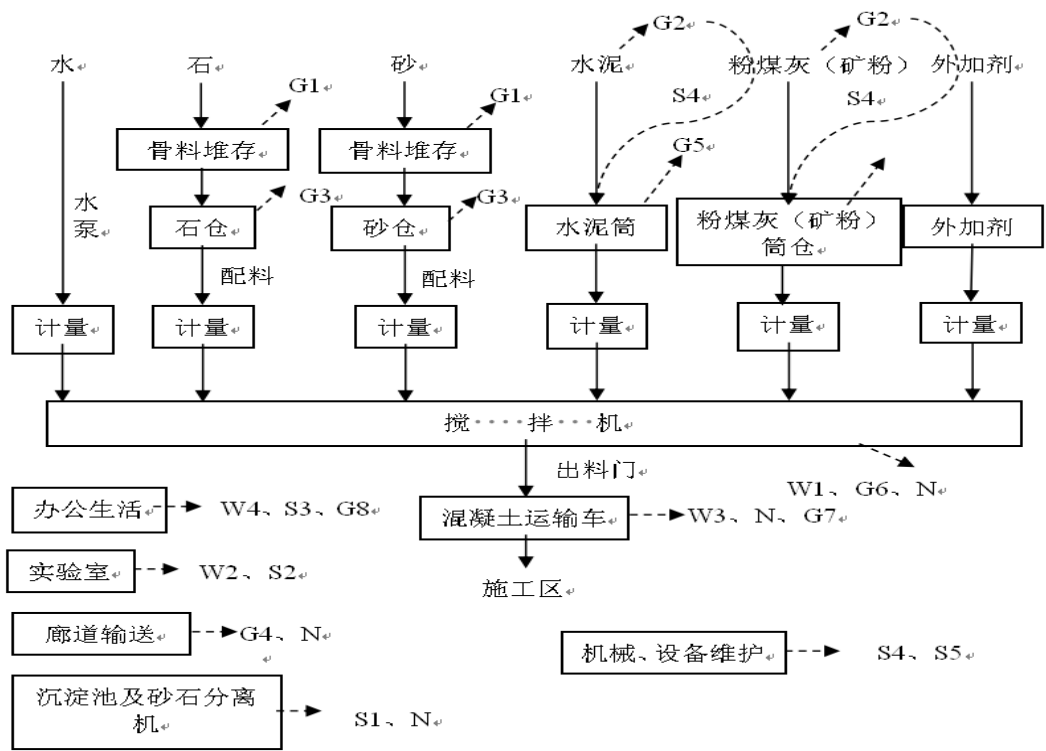 G2
G2
水
石
砂
水泥
粉煤灰（矿粉）
外加剂
G1
G1
S4
S4
骨料堆存
骨料堆存
G5
水泵
G3
G3
石仓
砂仓
水泥筒
粉煤灰（矿粉）
筒仓
外加剂
配料
配料
计量
计量
计量
计量
计量
计量
搅····拌···机
出料门
W1、G6、N
办公生活
W4、S3、G8
混凝土运输车
W3、N、G7
实验室
W2、S2
施工区
廊道输送
G4、N
机械、设备维护
S4、S5
沉淀池及砂石分离
机
S1、N